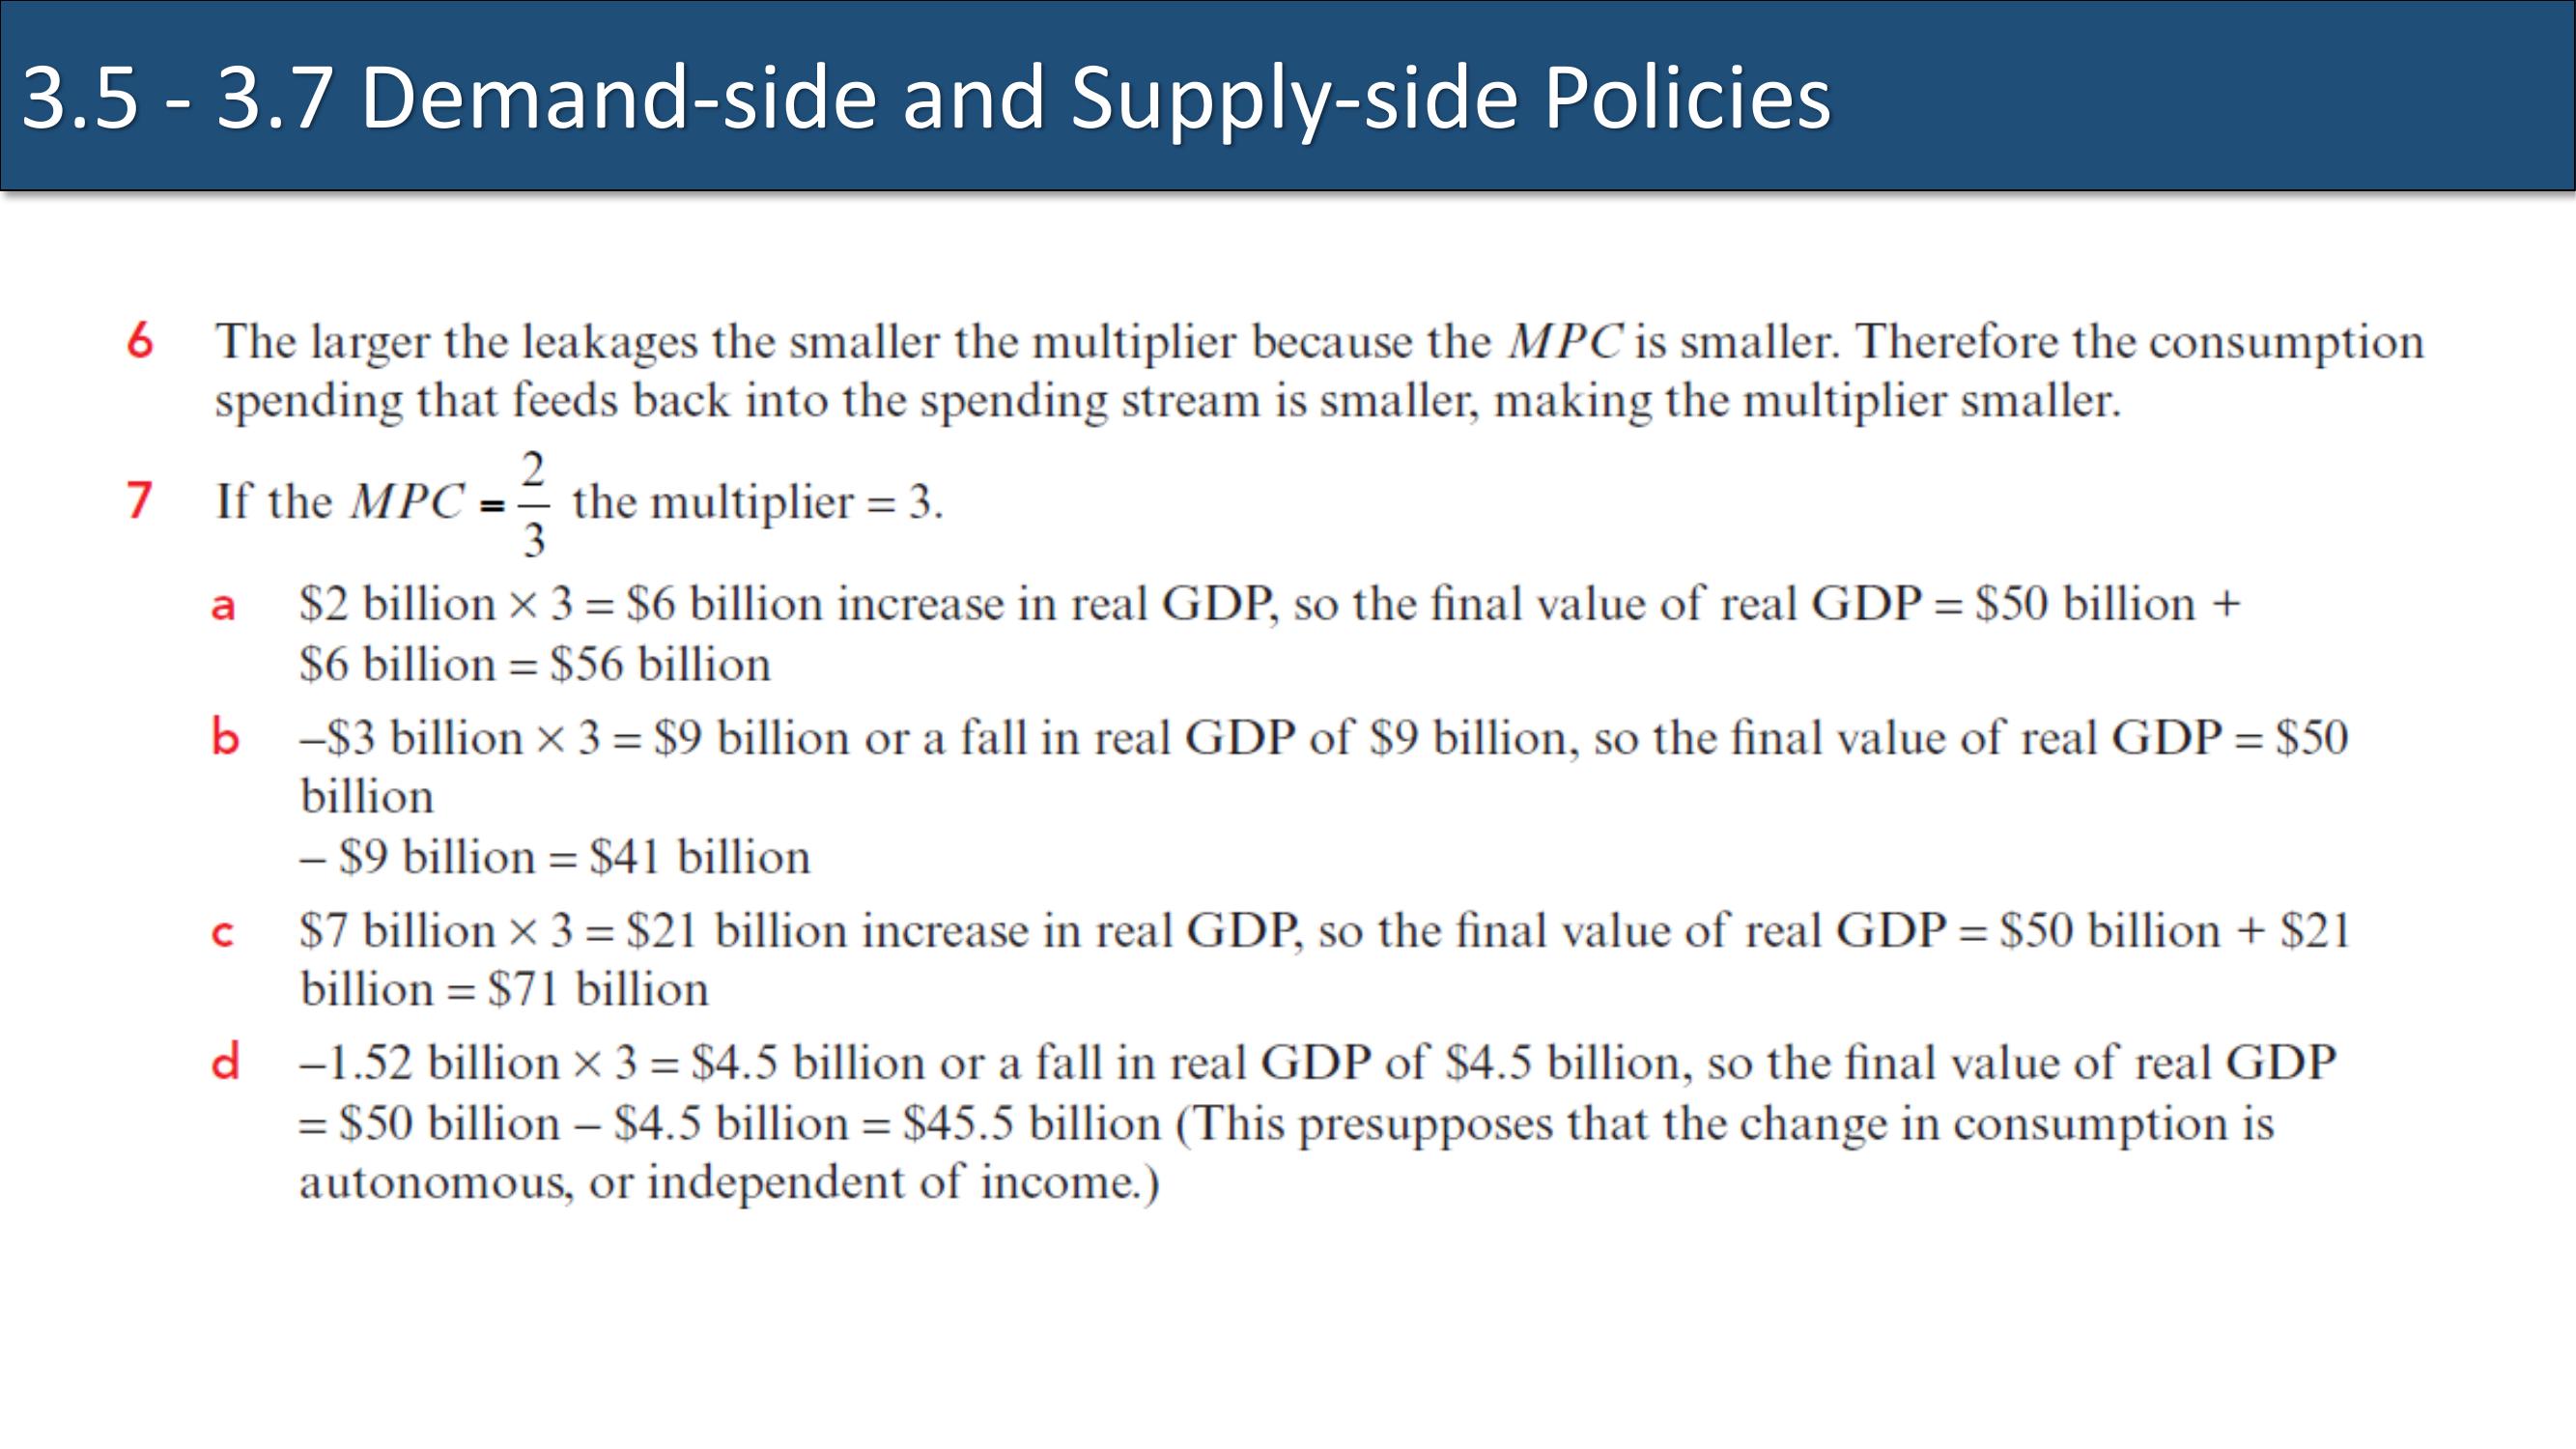 3.5 - 3.7 Demand-side and Supply-side Policies
6 The larger the leakages the smaller the multiplier because the MPC is smaller. Therefore the consumption
spending that feeds back into the spending stream is smaller, making the multiplier smaller.
7 If the MPC = 2/3 the multiplier = 3.
a $2 billion × 3 = $6 billion increase in real GDP, so the final value of real GDP = $50 billion +
$6 billion = $56 billion
b –$3 billion × 3 = $9 billion or a fall in real GDP of $9 billion, so the final value of real GDP = $50
billion
– $9 billion = $41 billion
c $7 billion × 3 = $21 billion increase in real GDP, so the final value of real GDP = $50 billion + $21
billion = $71 billion
d –1.52 billion × 3 = $4.5 billion or a fall in real GDP of $4.5 billion, so the final value of real GDP
= $50 billion – $4.5 billion = $45.5 billion (This presupposes that the change in consumption is
autonomous, or independent of income.)